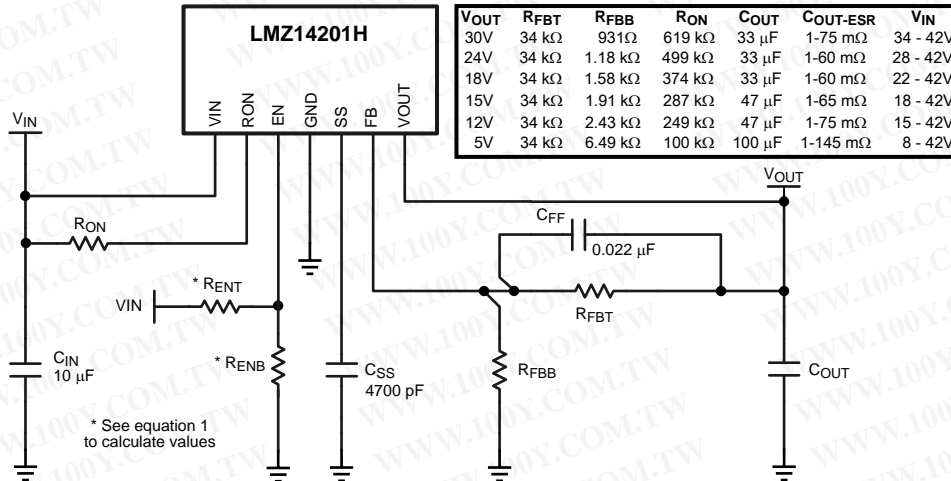 LMZ14201H
VIN
RON
EN
GND
SS
FB
VOUT
VOUT RFBT RFBB RON COUT COUT-ESR VIN
30V 34 kΩ 931Ω 619 kΩ 33 μF 1-75 mΩ 34 - 42V
24V 34 kΩ 1.18 kΩ 499 kΩ 33 μF 1-60 mΩ 28 - 42V
18V 34 kΩ 1.58 kΩ 374 kΩ 33 μF 1-60 mΩ 22 - 42V
15V 34 kΩ 1.91 kΩ 287 kΩ 47 μF 1-65 mΩ 18 - 42V
12V 34 kΩ 2.43 kΩ 249 kΩ 47 μF 1-75 mΩ 15 - 42V
5V 34 kΩ 6.49 kΩ 100 kΩ 100 μF 1-145 mΩ 8 - 42V
VIN
VOUT
RON
CFF
0.022 μF
* RENT
VIN
RFBT
* RENB
CIN
10 μF
CSS
4700 pF
RFBB
COUT
* See equation 1
to calculate values
WWW.100Y.COM.TW